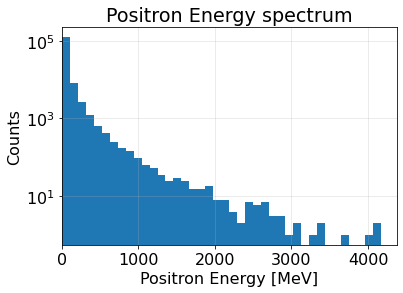 Positron Energy spectrum
10^5
10^3
10^1
Counts
0 1000 2000 3000 4000
Positron Energy [MeV]